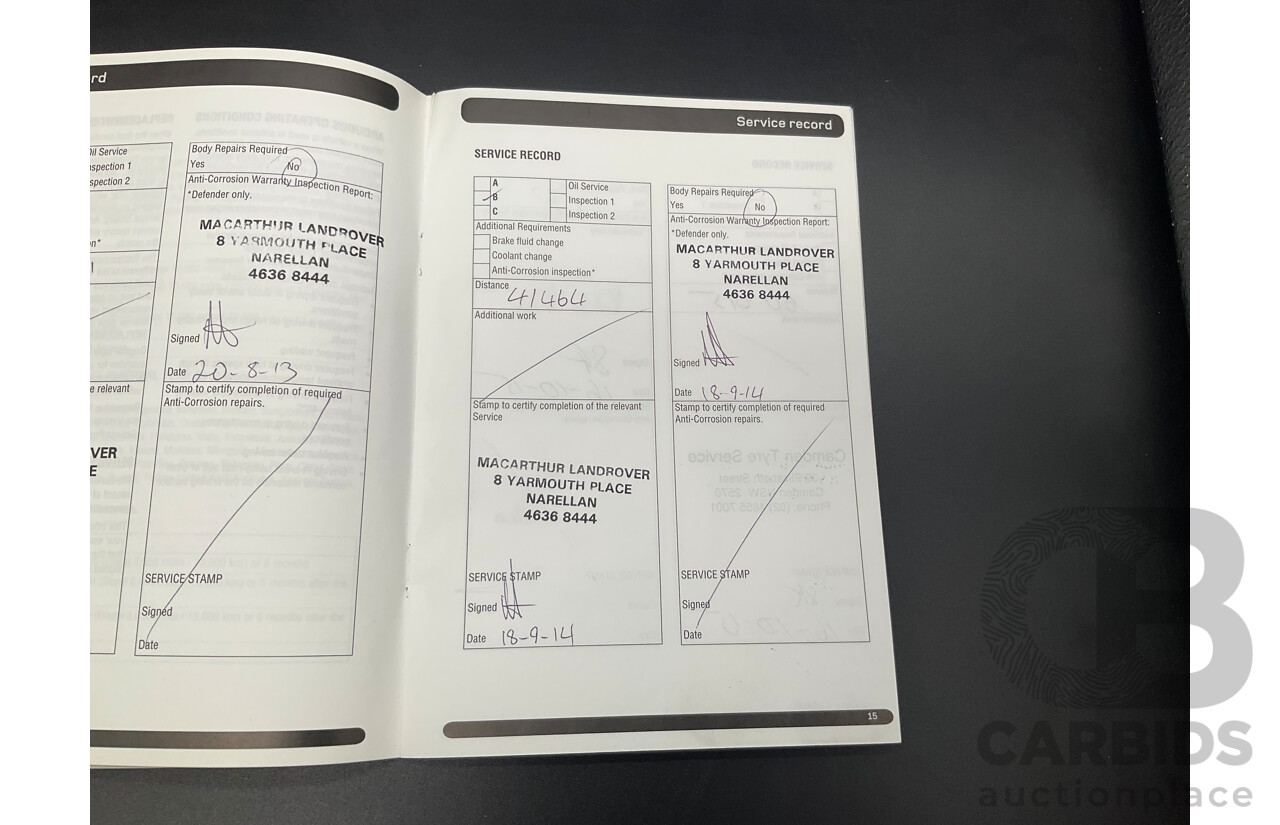 rd
Oil Service
Inspection 1
Inspection 2
e relevant
VER
E
Body Repairs Required
Yes No
Anti-Corrosion Warranty Inspection Report:
*Defender only.
MACARTHUR LANDROVER
8 YARMOUTH PLACE
NARELLAN
4636 8444
Signed
Date 20-8-13
Stamp to certify completion of required
Anti-Corrosion repairs.
SERVICE STAMP
Signed
Date
Service record
SERVICE RECORD
A
B
C
Oil Service
Inspection 1
Inspection 2
Additional Requirements
Brake fluid change
Coolant change
Anti-Corrosion inspection*
Distance 41464
Additional work
Stamp to certify completion of the relevant
Service
MACARTHUR LANDROVER
8 YARMOUTH PLACE
NARELLAN
4636 8444
SERVICE STAMP
Signed
Date 18-9-14
Body Repairs Required
Yes No
Anti-Corrosion Warranty Inspection Report:
*Defender only.
MACARTHUR LANDROVER
8 YARMOUTH PLACE
NARELLAN
4636 8444
Signed
Date 18-9-14
Stamp to certify completion of required
Anti-Corrosion repairs.
SERVICE STAMP
Signed
Date
15
CB
CARBIDS
auctionplace